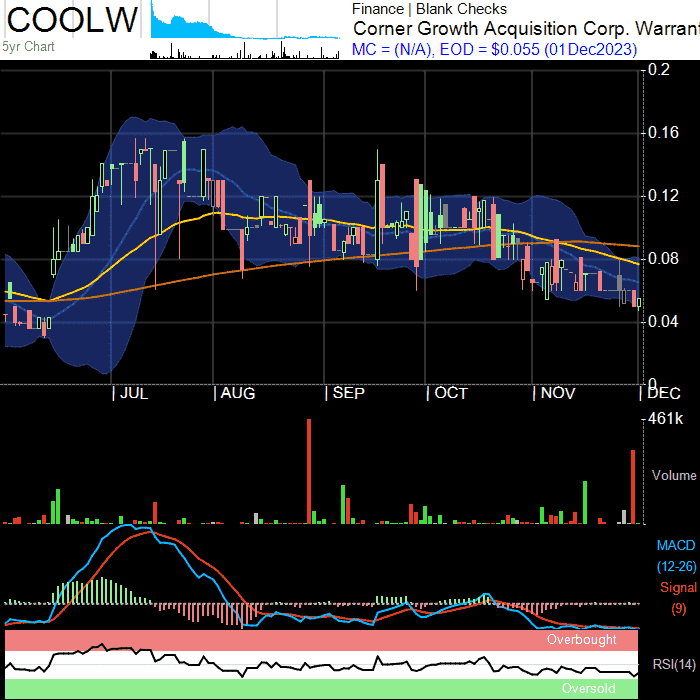 COOLW
5yr Chart
Finance | Blank Checks
Corner Growth Acquisition Corp. Warrant
MC = (N/A), EOD = $0.055 (01Dec2023)
0.2
0.16
0.12
0.08
0.04
0
JUL
AUG
SEP
OCT
NOV
DEC
461k
Volume
MACD
(12-26)
Signal
(9)
Overbought
RSI(14)
Oversold